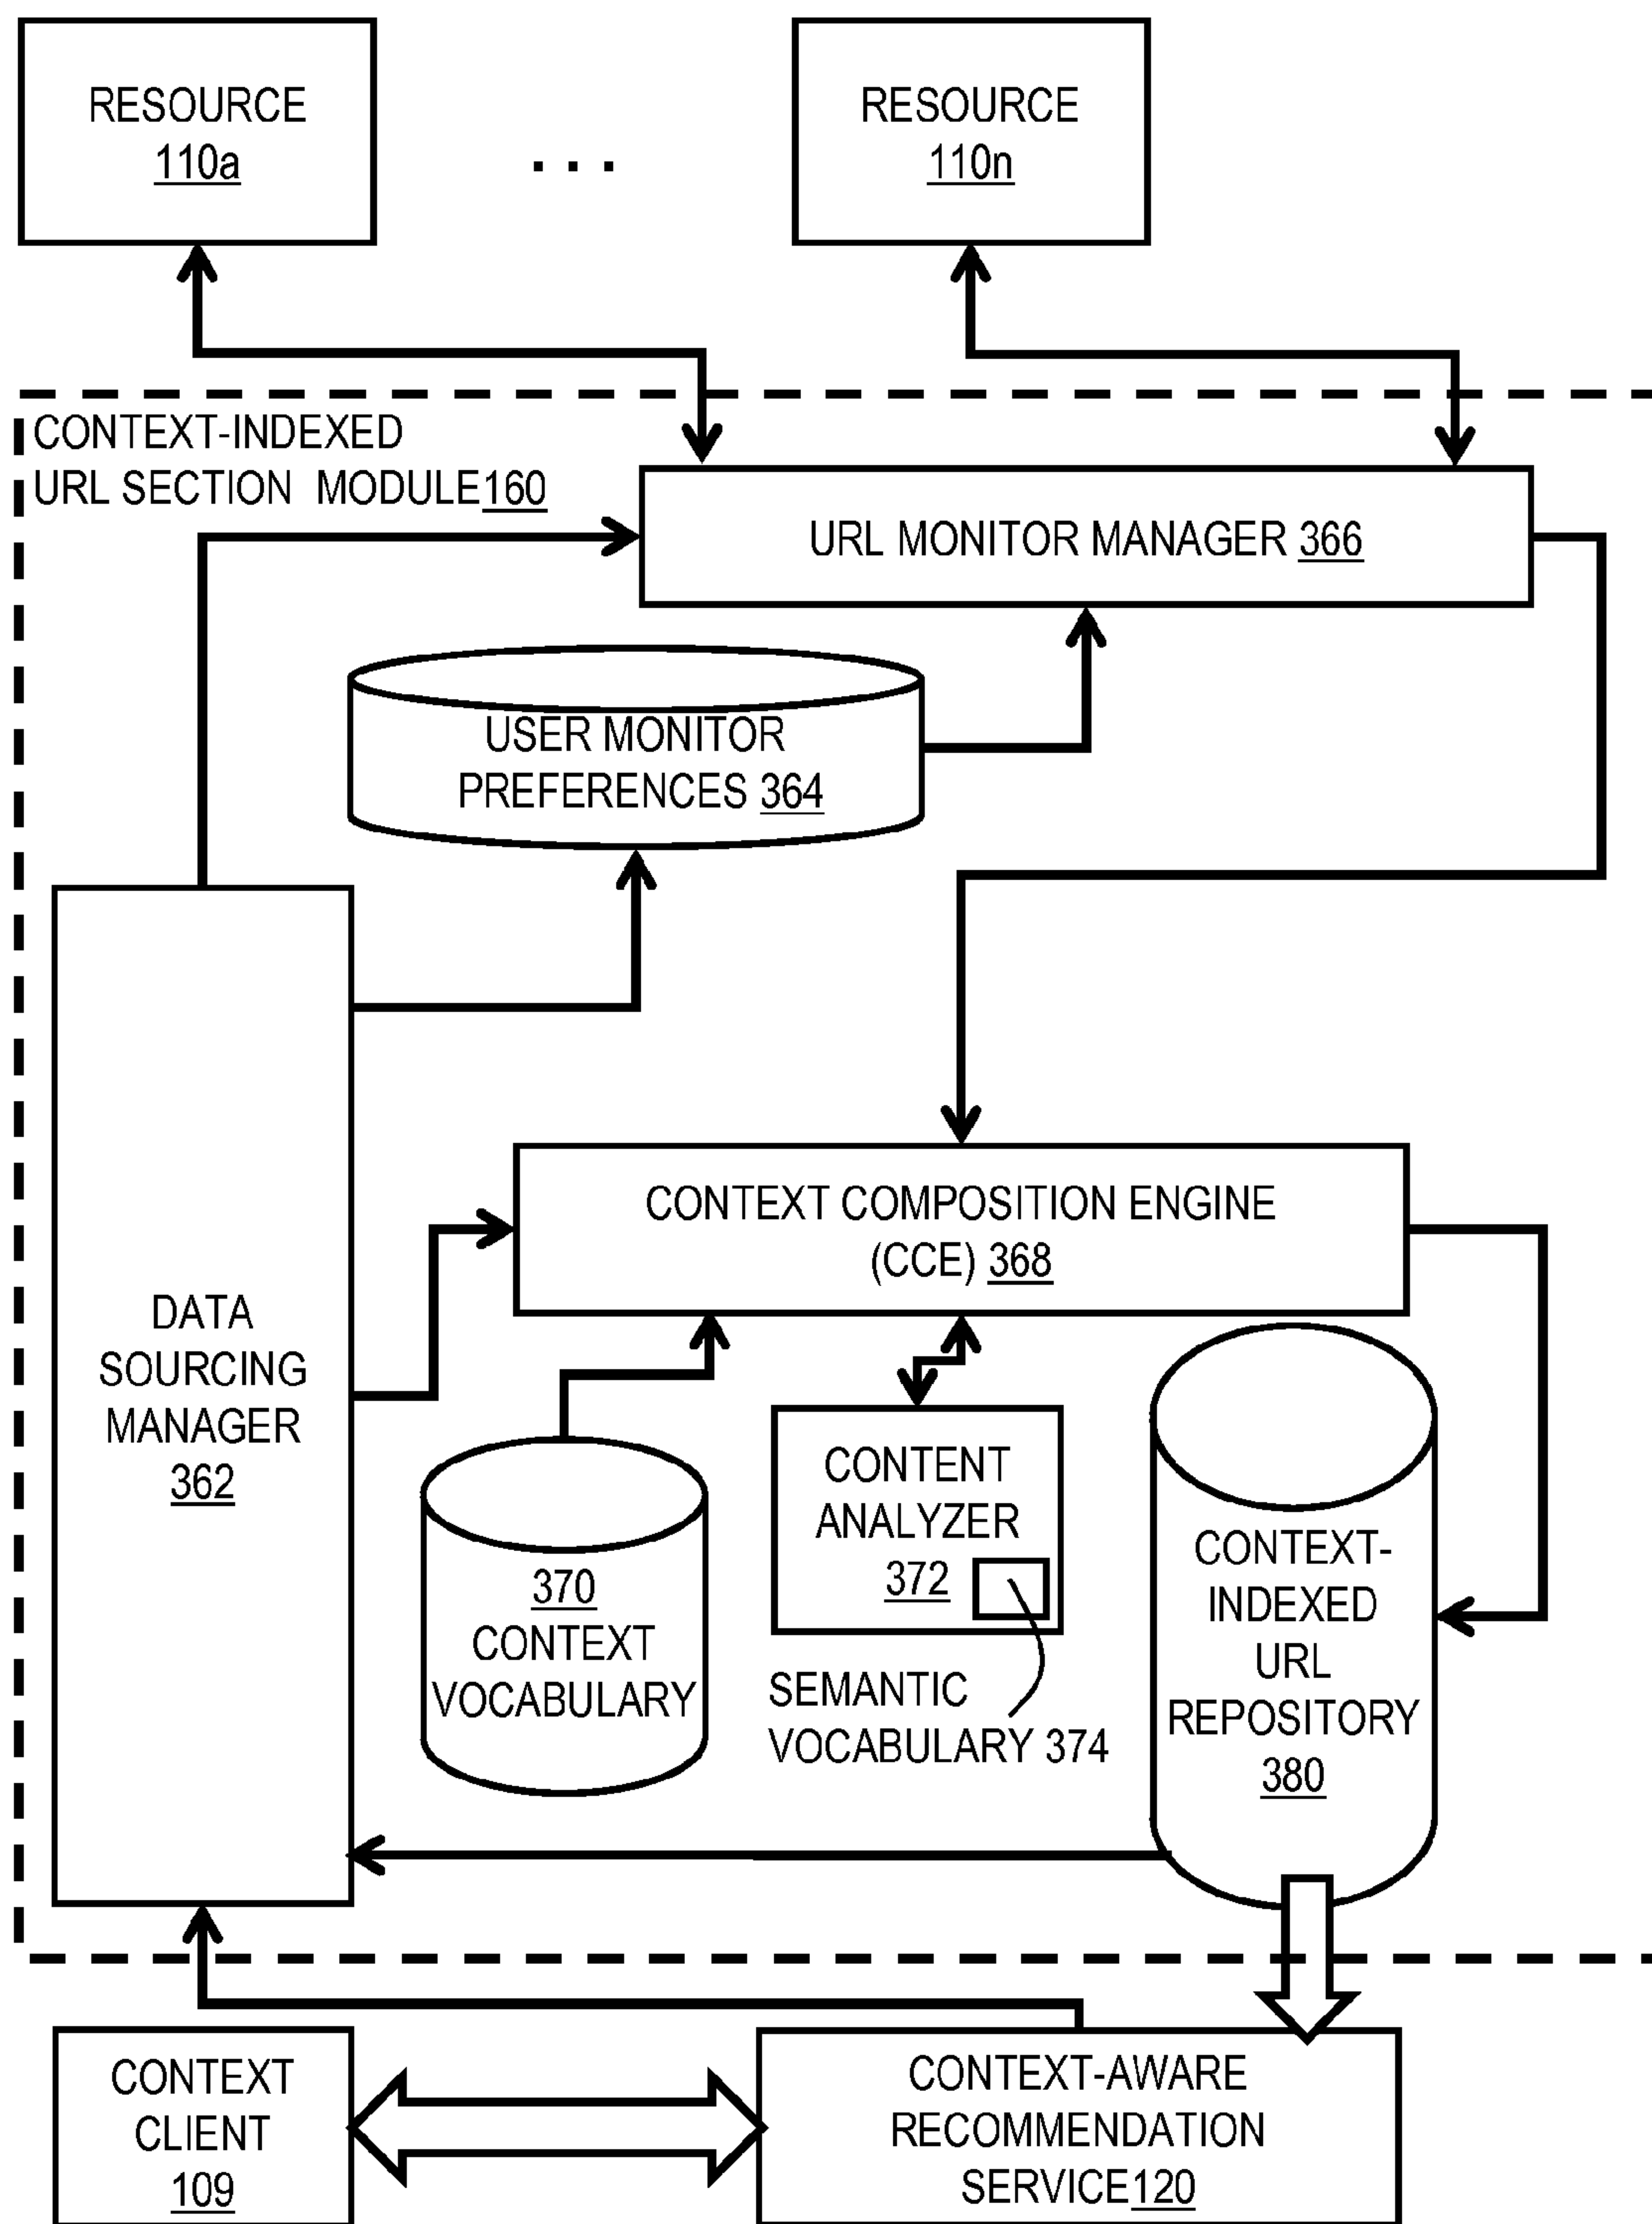 RESOURCE
110a
. . .
RESOURCE
110n
CONTEXT-INDEXED
URL SECTION MODULE160
URL MONITOR MANAGER 366
USER MONITOR
PREFERENCES 364
CONTEXT COMPOSITION ENGINE
(CCE) 368
DATA
SOURCING
MANAGER
362
370
CONTEXT
VOCABULARY
CONTENT
ANALYZER
372
SEMANTIC
VOCABULARY 374
CONTEXT-
INDEXED
URL
REPOSITORY
380
CONTEXT
CLIENT
109
CONTEXT-AWARE
RECOMMENDATION
SERVICE120